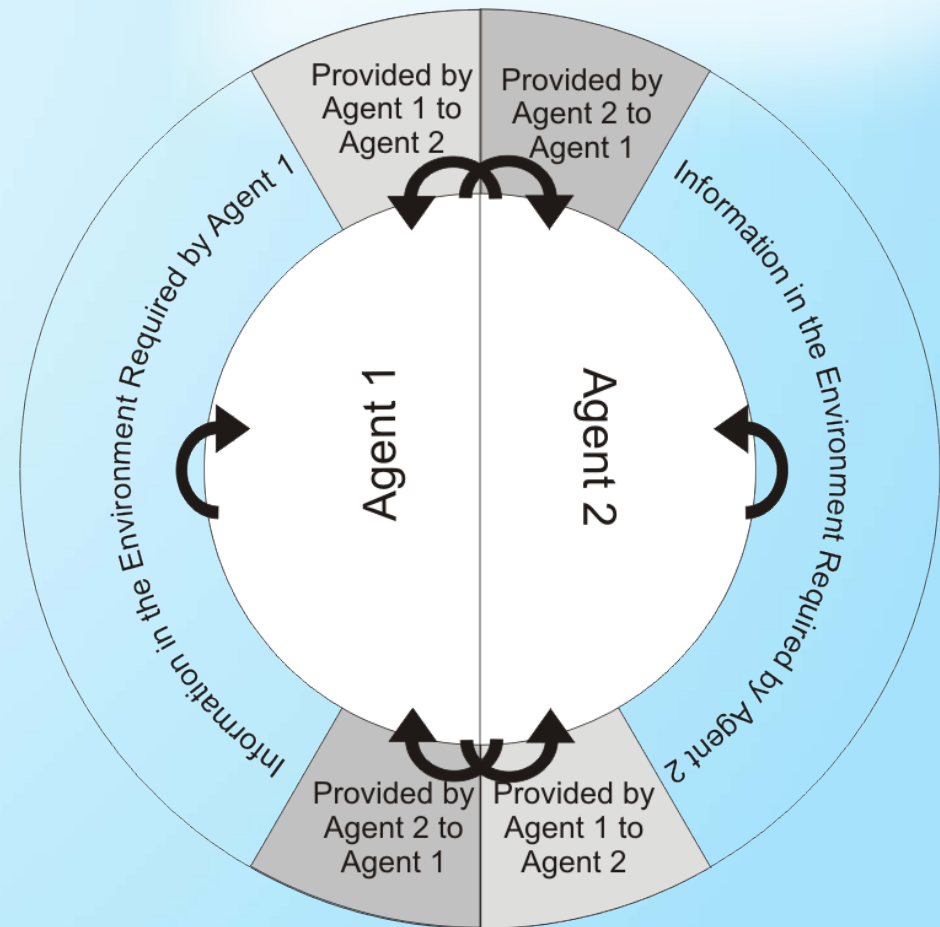 Provided by
Agent 1 to
Agent 2
Provided by
Agent 2 to
Agent 1
Information in the Environment Required by Agent 1
Agent 1
Agent 2
Information in the Environment Required by Agent 2
Provided by
Agent 2 to
Agent 1
Provided by
Agent 1 to
Agent 2